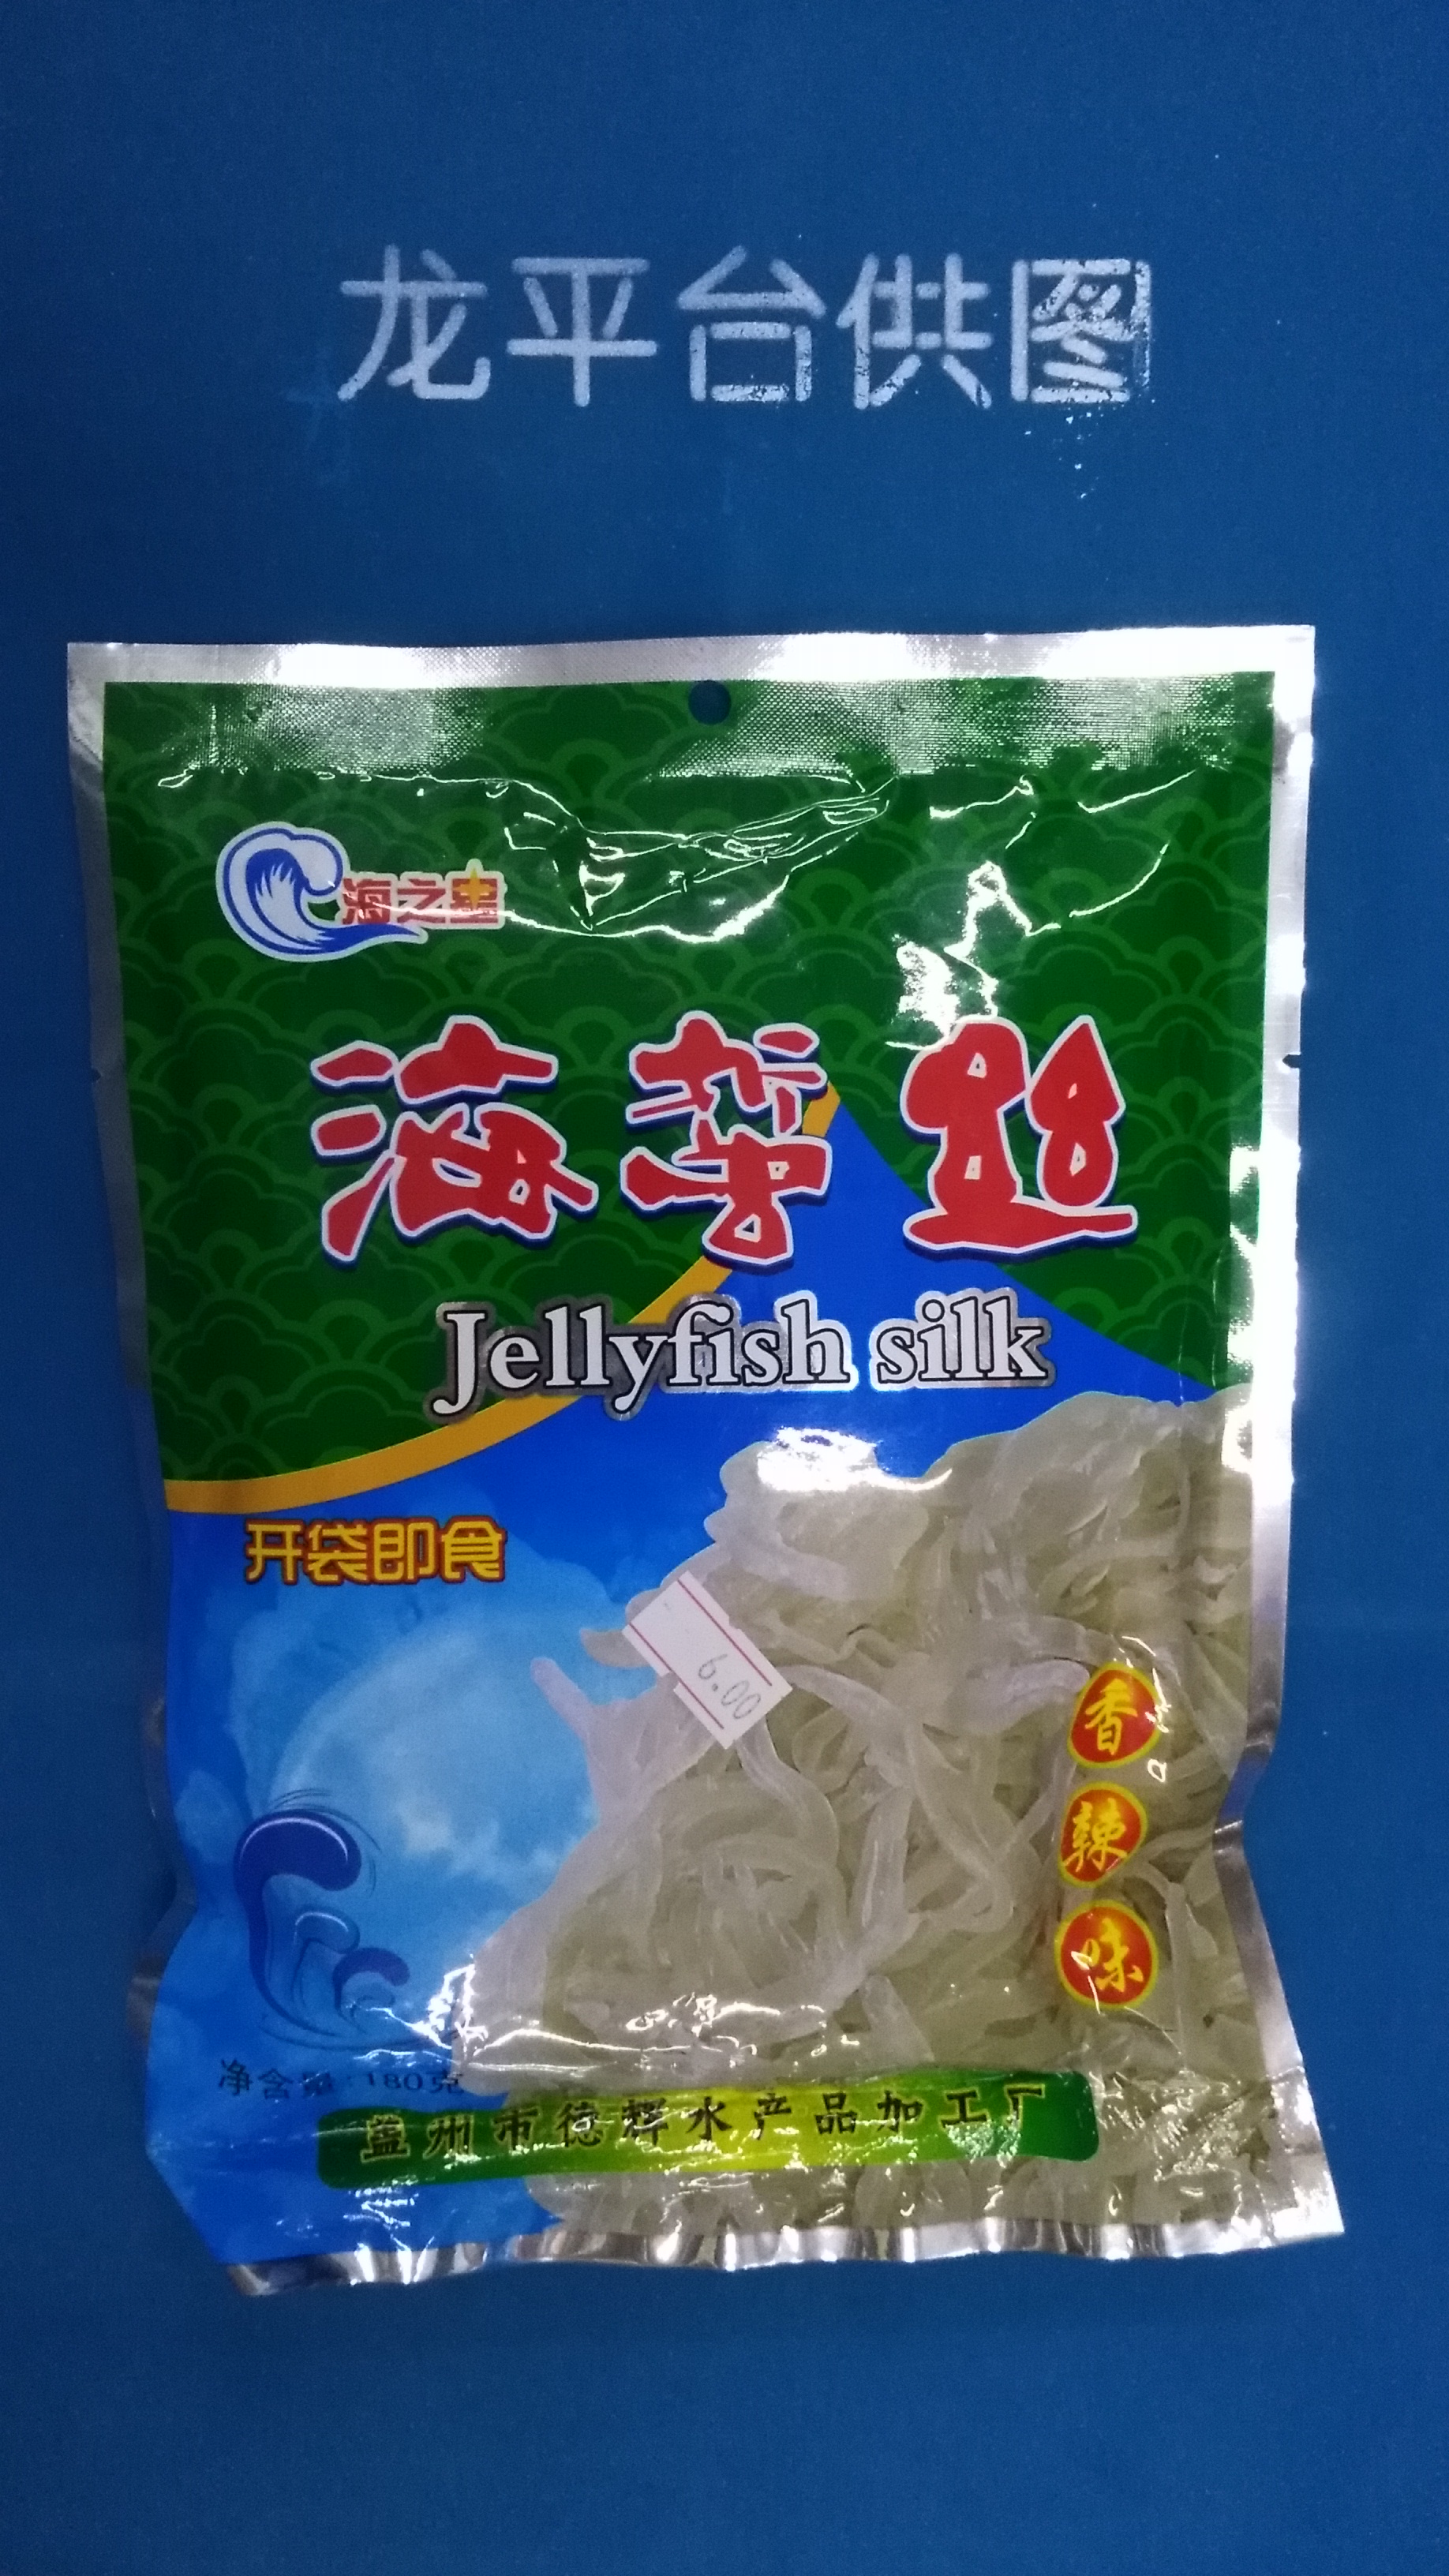 龙平台供图
海之星
海蜇丝
Jellyfish silk
开袋即食
6.00
香
辣
味
净含量 180克
盖州市德辉水产品加工厂